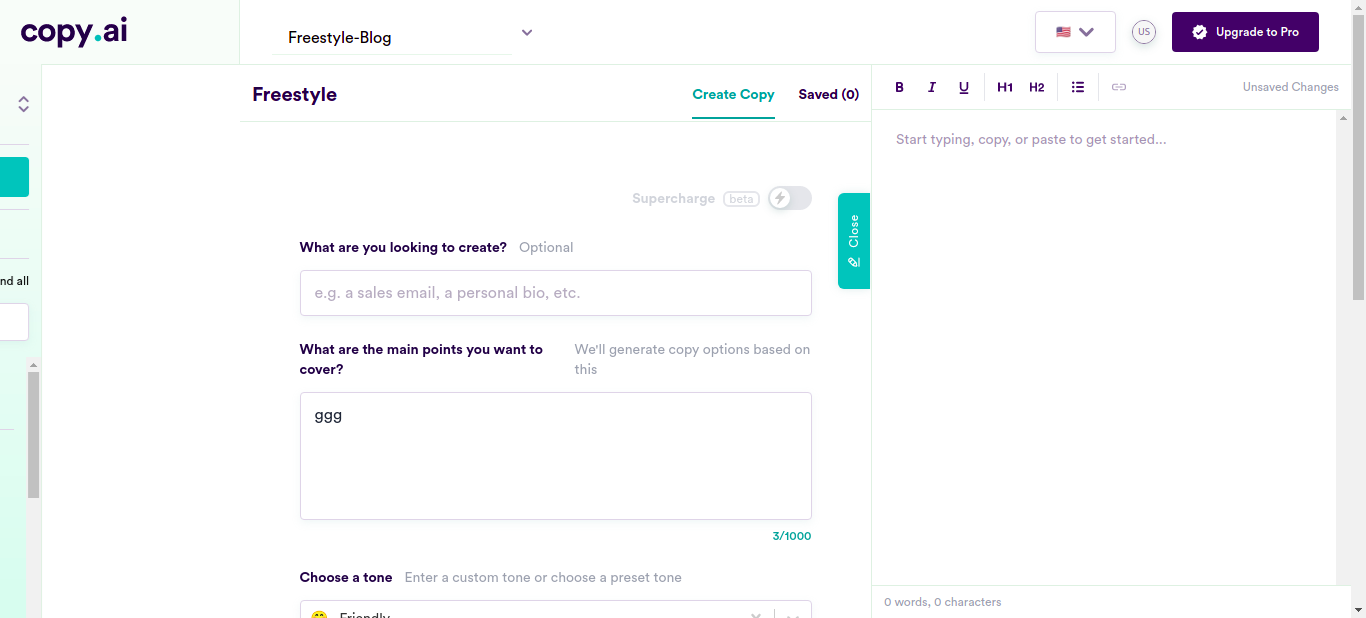 copy.ai
Freestyle-Blog
US
Upgrade to Pro
Freestyle
Create Copy
Saved (0)
B I U H1 H2
Unsaved Changes
Start typing, copy, or paste to get started...
Supercharge beta
Close
What are you looking to create? Optional
nd all
e.g. a sales email, a personal bio, etc.
What are the main points you want to
cover?
We'll generate copy options based on
this
ggg
3/1000
Choose a tone Enter a custom tone or choose a preset tone
Friendly
0 words, 0 characters